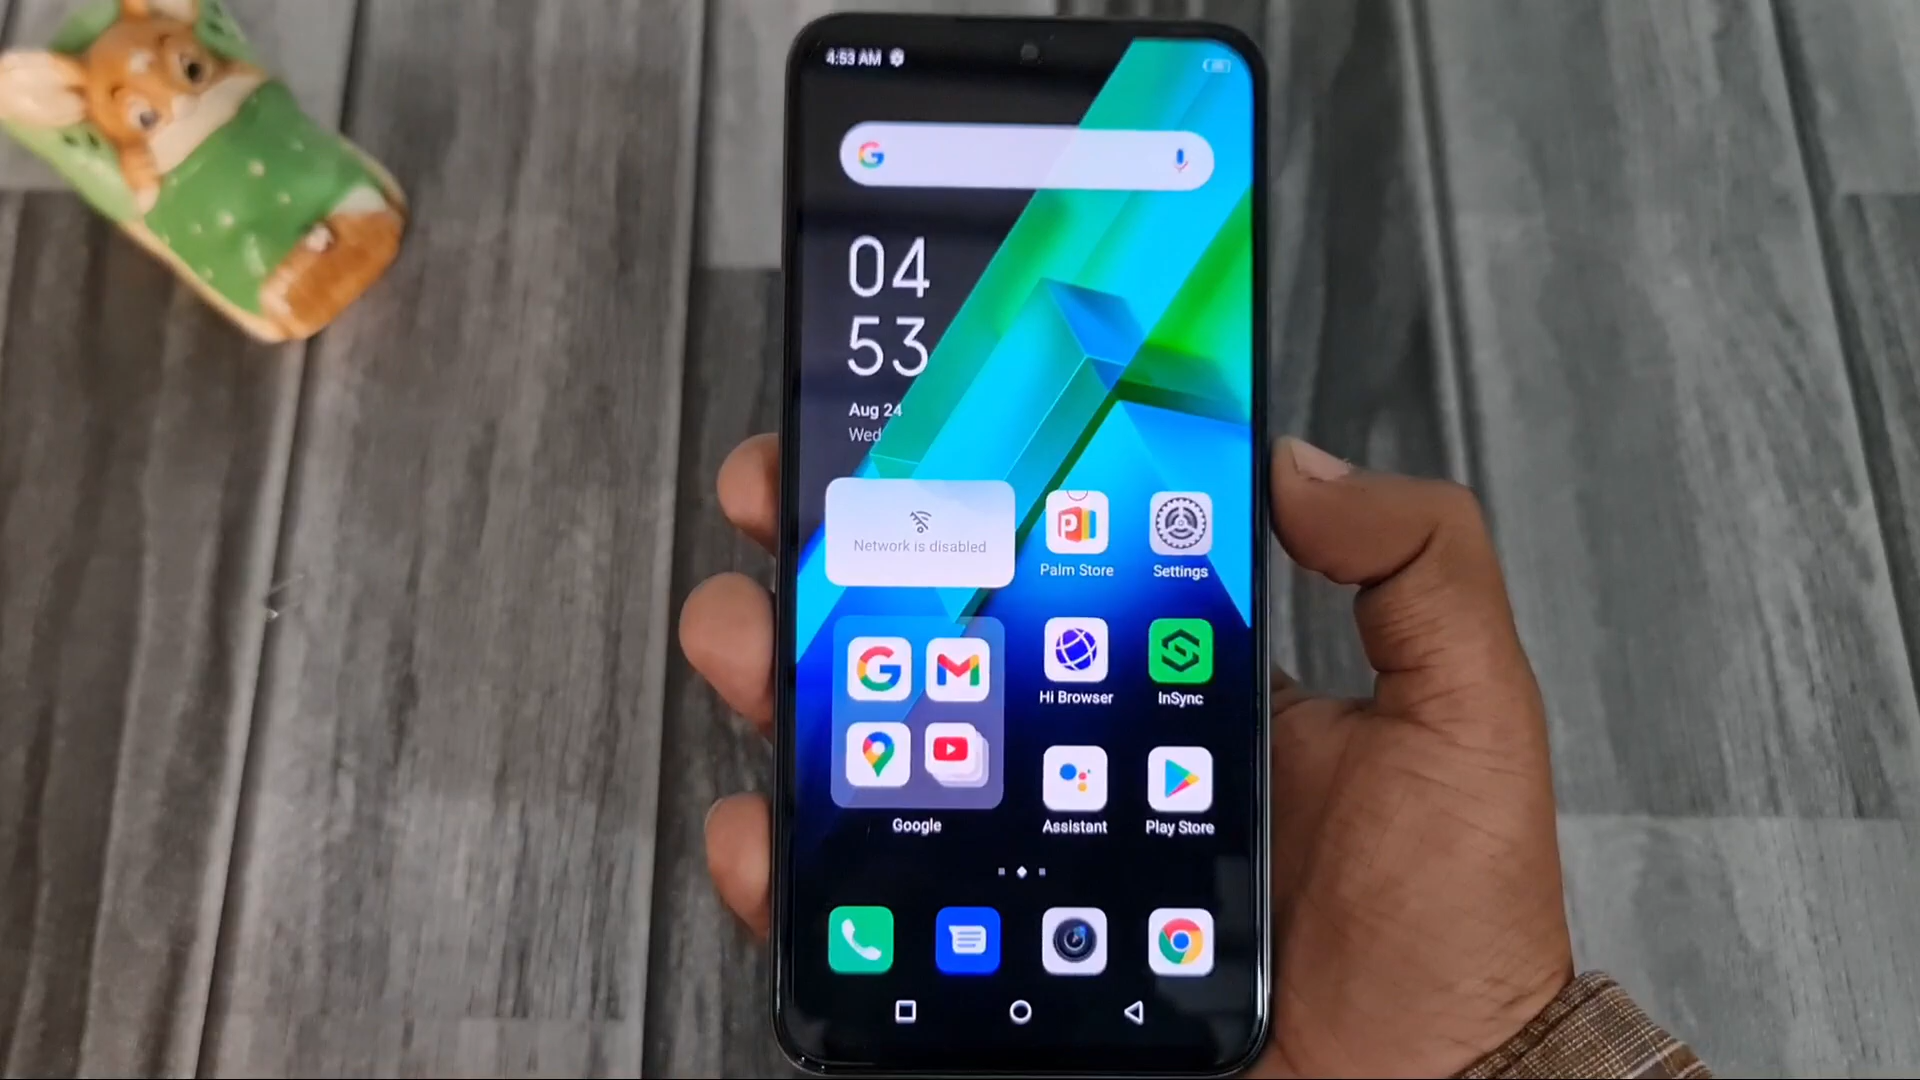 4:53 AM
04
53
Aug 24
Wed
Network is disabled
Palm Store
Settings
Hi Browser
InSync
Google
Assistant
Play Store